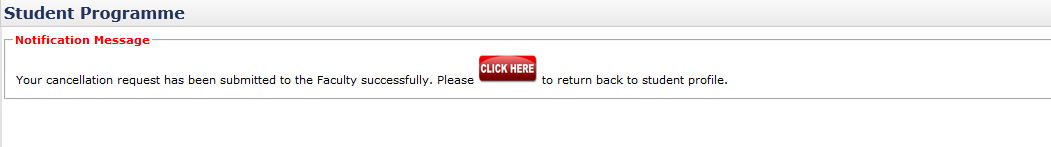 Student Programme
Notification Message
Your cancellation request has been submitted to the Faculty successfully. Please CLICK HERE to return back to student profile.